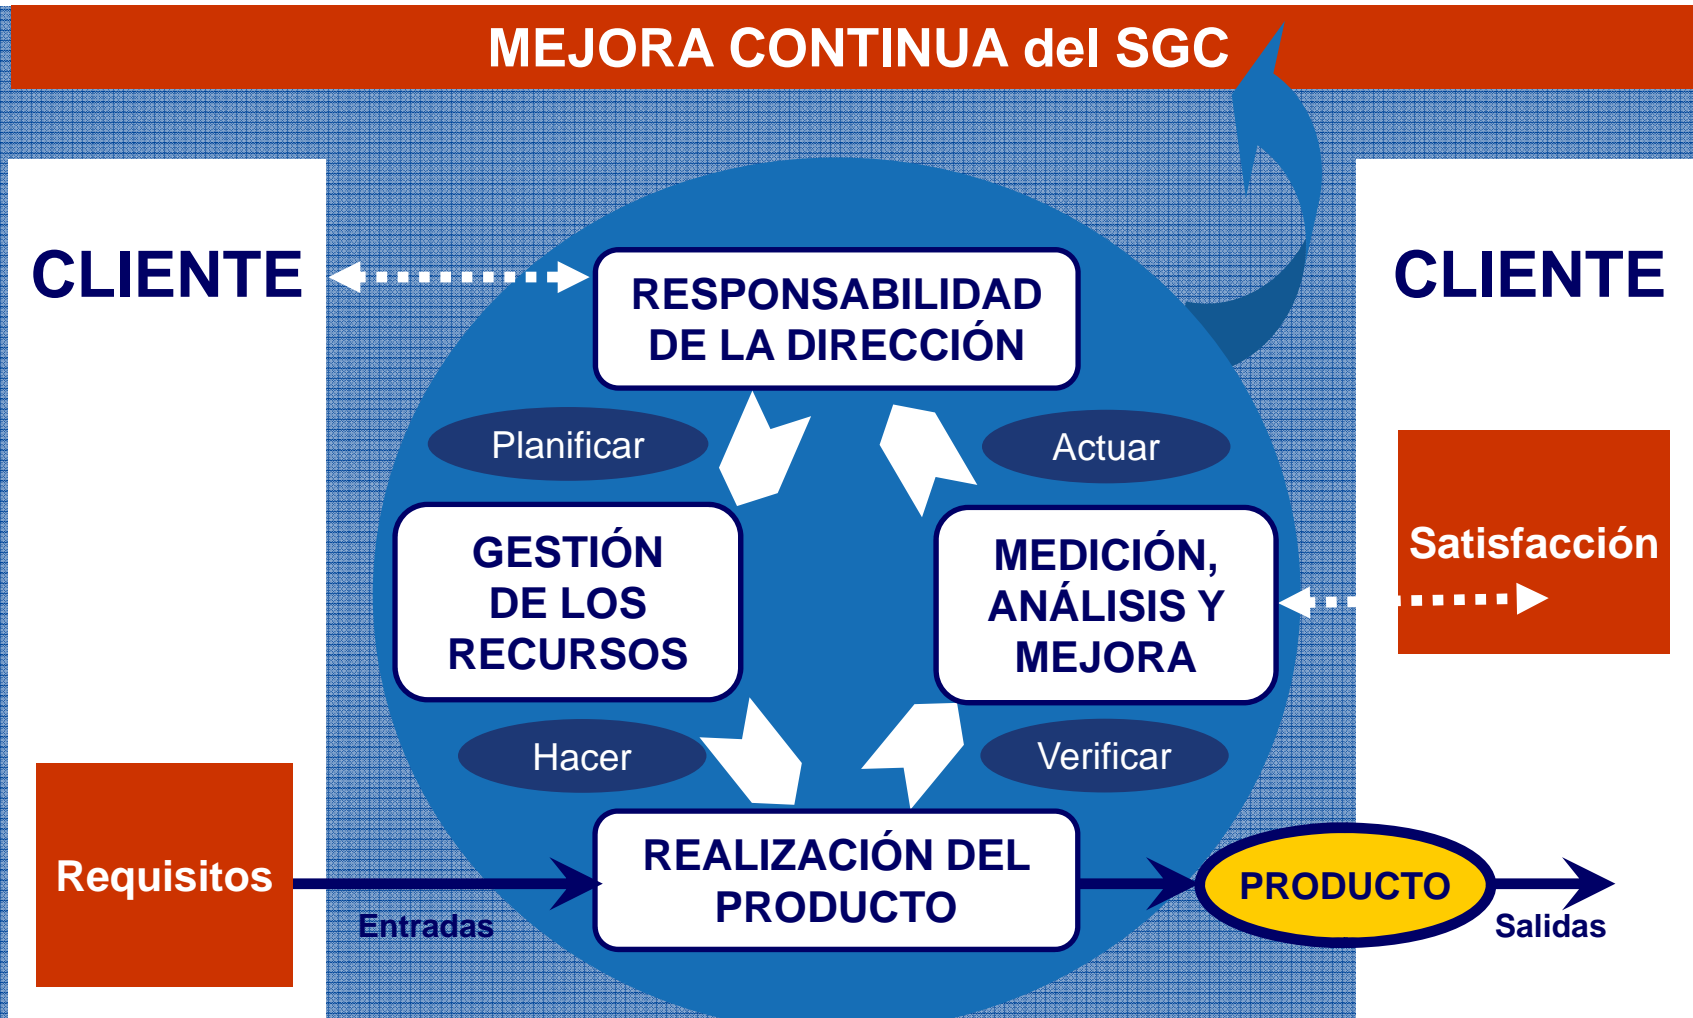 MEJORA CONTINUA del SGC
CLIENTE
CLIENTE
RESPONSABILIDAD
DE LA DIRECCIÓN
Planificar
Actuar
GESTIÓN
DE LOS
RECURSOS
MEDICIÓN,
ANÁLISIS Y
MEJORA
Satisfacción
Hacer
Verificar
Requisitos
Entradas
REALIZACIÓN DEL
PRODUCTO
PRODUCTO
Salidas